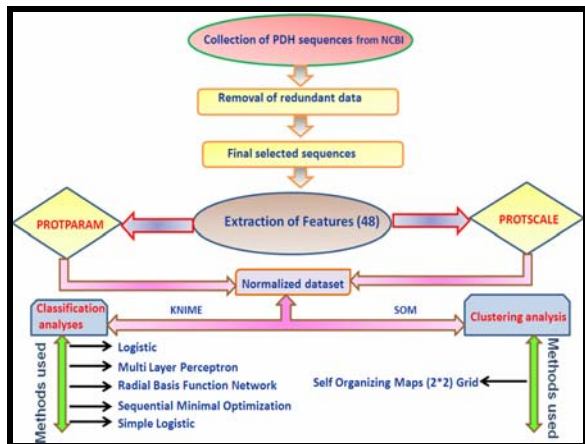 Collection of PDH sequences from NCBI
Removal of redundant data
Final selected sequences
PROTPARAM
Extraction of Features (48)
PROTSCALE
Normalized dataset
Classification
analyses
KNIME
SOM
Clustering analysis
Methods used
Logistic
Multi Layer Perceptron
Radial Basis Function Network
Sequential Minimal Optimization
Simple Logistic
Self Organizing Maps (2*2) Grid
Methods used